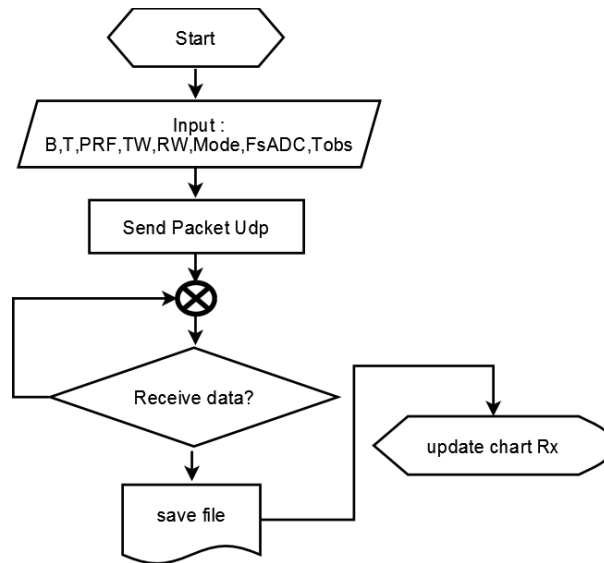 Start
Input :
B,T,PRF,TW,RW,Mode,FsADC,Tobs
Send Packet Udp
Receive data?
update chart Rx
save file